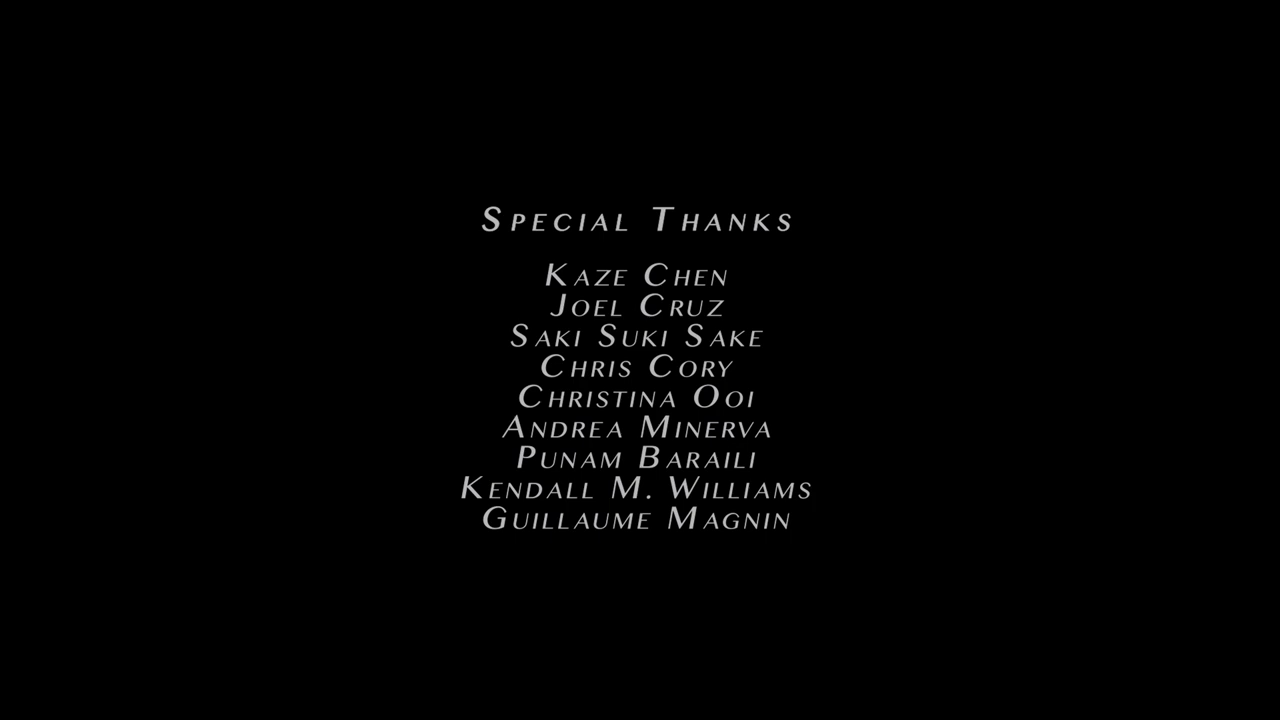 Special Thanks
Kaze Chen
Joel Cruz
Saki Suki Sake
Chris Cory
Christina Ooi
Andrea Minerva
Punam Baraili
Kendall M. Williams
Guillaume Magnin